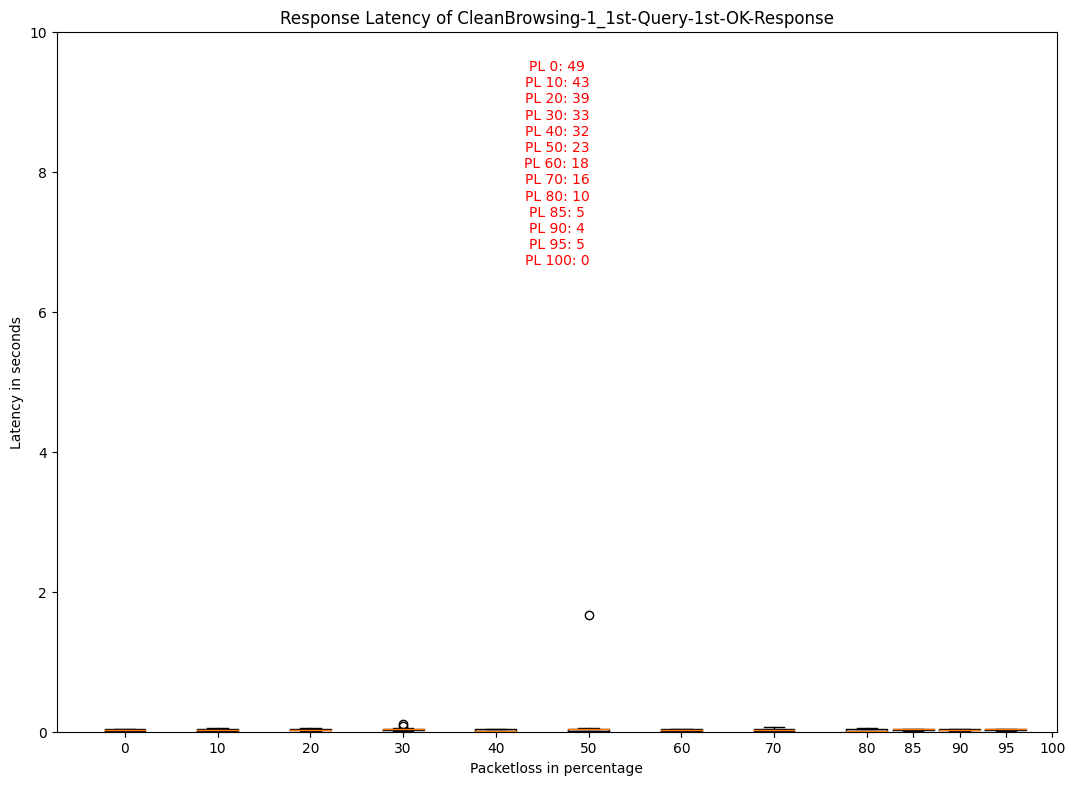 Response Latency of CleanBrowsing-1_1st-Query-1st-OK-Response
10
PL 0: 49
PL 10: 43
PL 20: 39
PL 30: 33
PL 40: 32
PL 50: 23
PL 60: 18
PL 70: 16
PL 80: 10
PL 85: 5
PL 90: 4
PL 95: 5
PL 100: 0
8
6
4
2
0
Latency in seconds
0 10 20 30 40 50 60 70 80 85 90 95 100
Packetloss in percentage